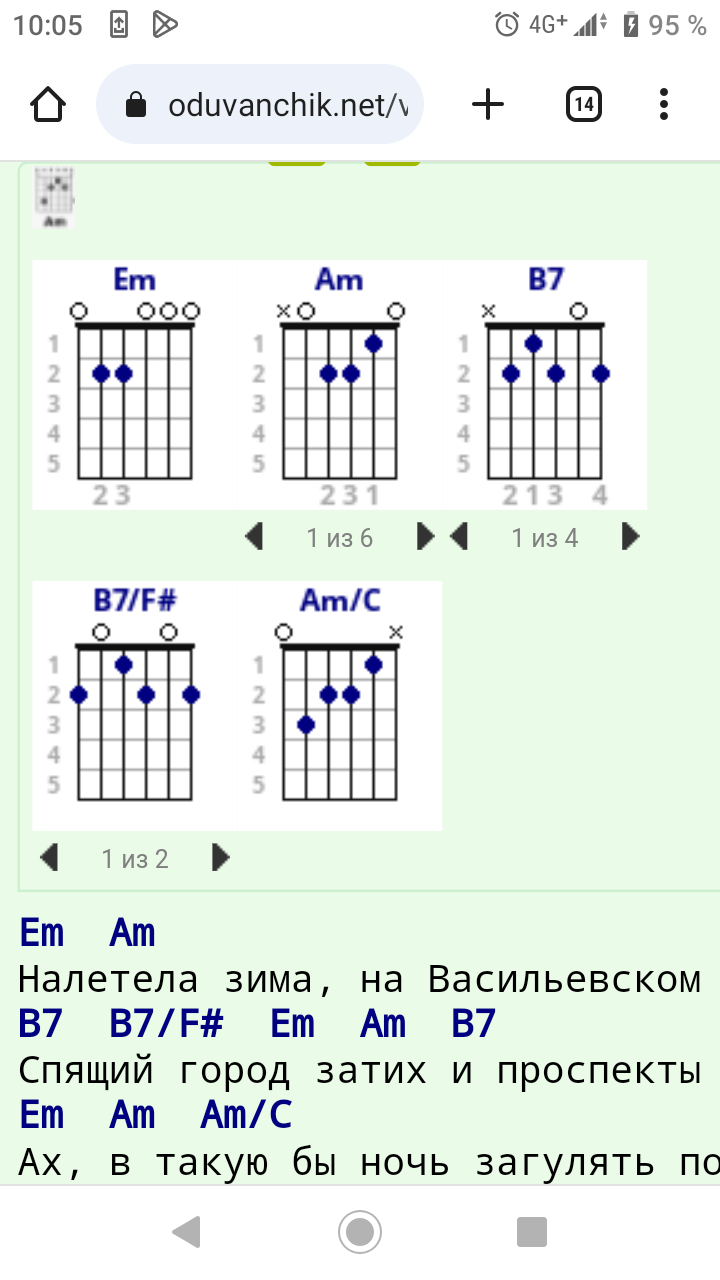 10:05 4G+ 95 %
oduvanchik.net/v 14
Am
Em Am B7
1 1 1
2 2 2
3 3 3
4 4 4
5 5 5
2 3 2 3 1 2 1 3 4
1 из 6 1 из 4
B7/F# Am/C
1 1
2 2
3 3
4 4
5 5
1 из 2
Em Am
Налетела зима, на Васильевском
B7 B7/F# Em Am B7
Спящий город затих и проспекты
Em Am Am/C
Ах, в такую бы ночь загулять по